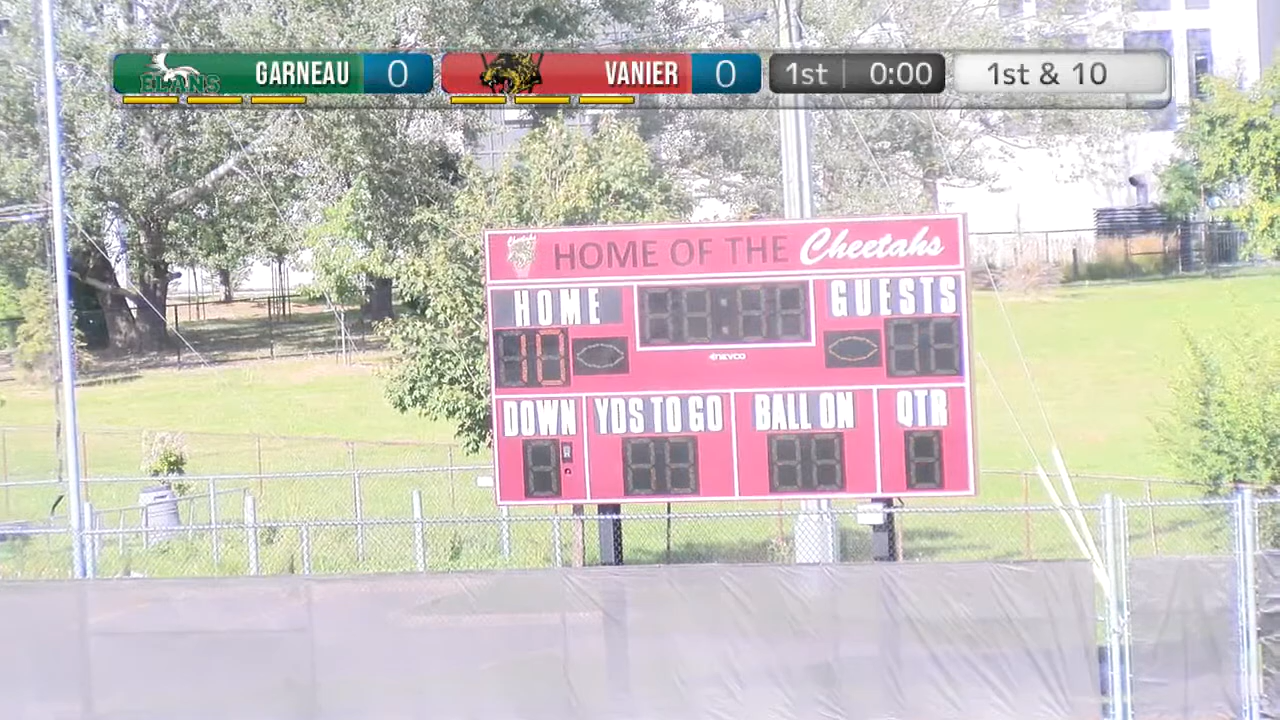 ELANS GARNEAU 0 VANIER 0 1st 0:00 1st & 10
HOME OF THE Cheetahs
HOME GUESTS
10
NEVCO
DOWN YDS TO GO BALL ON QTR